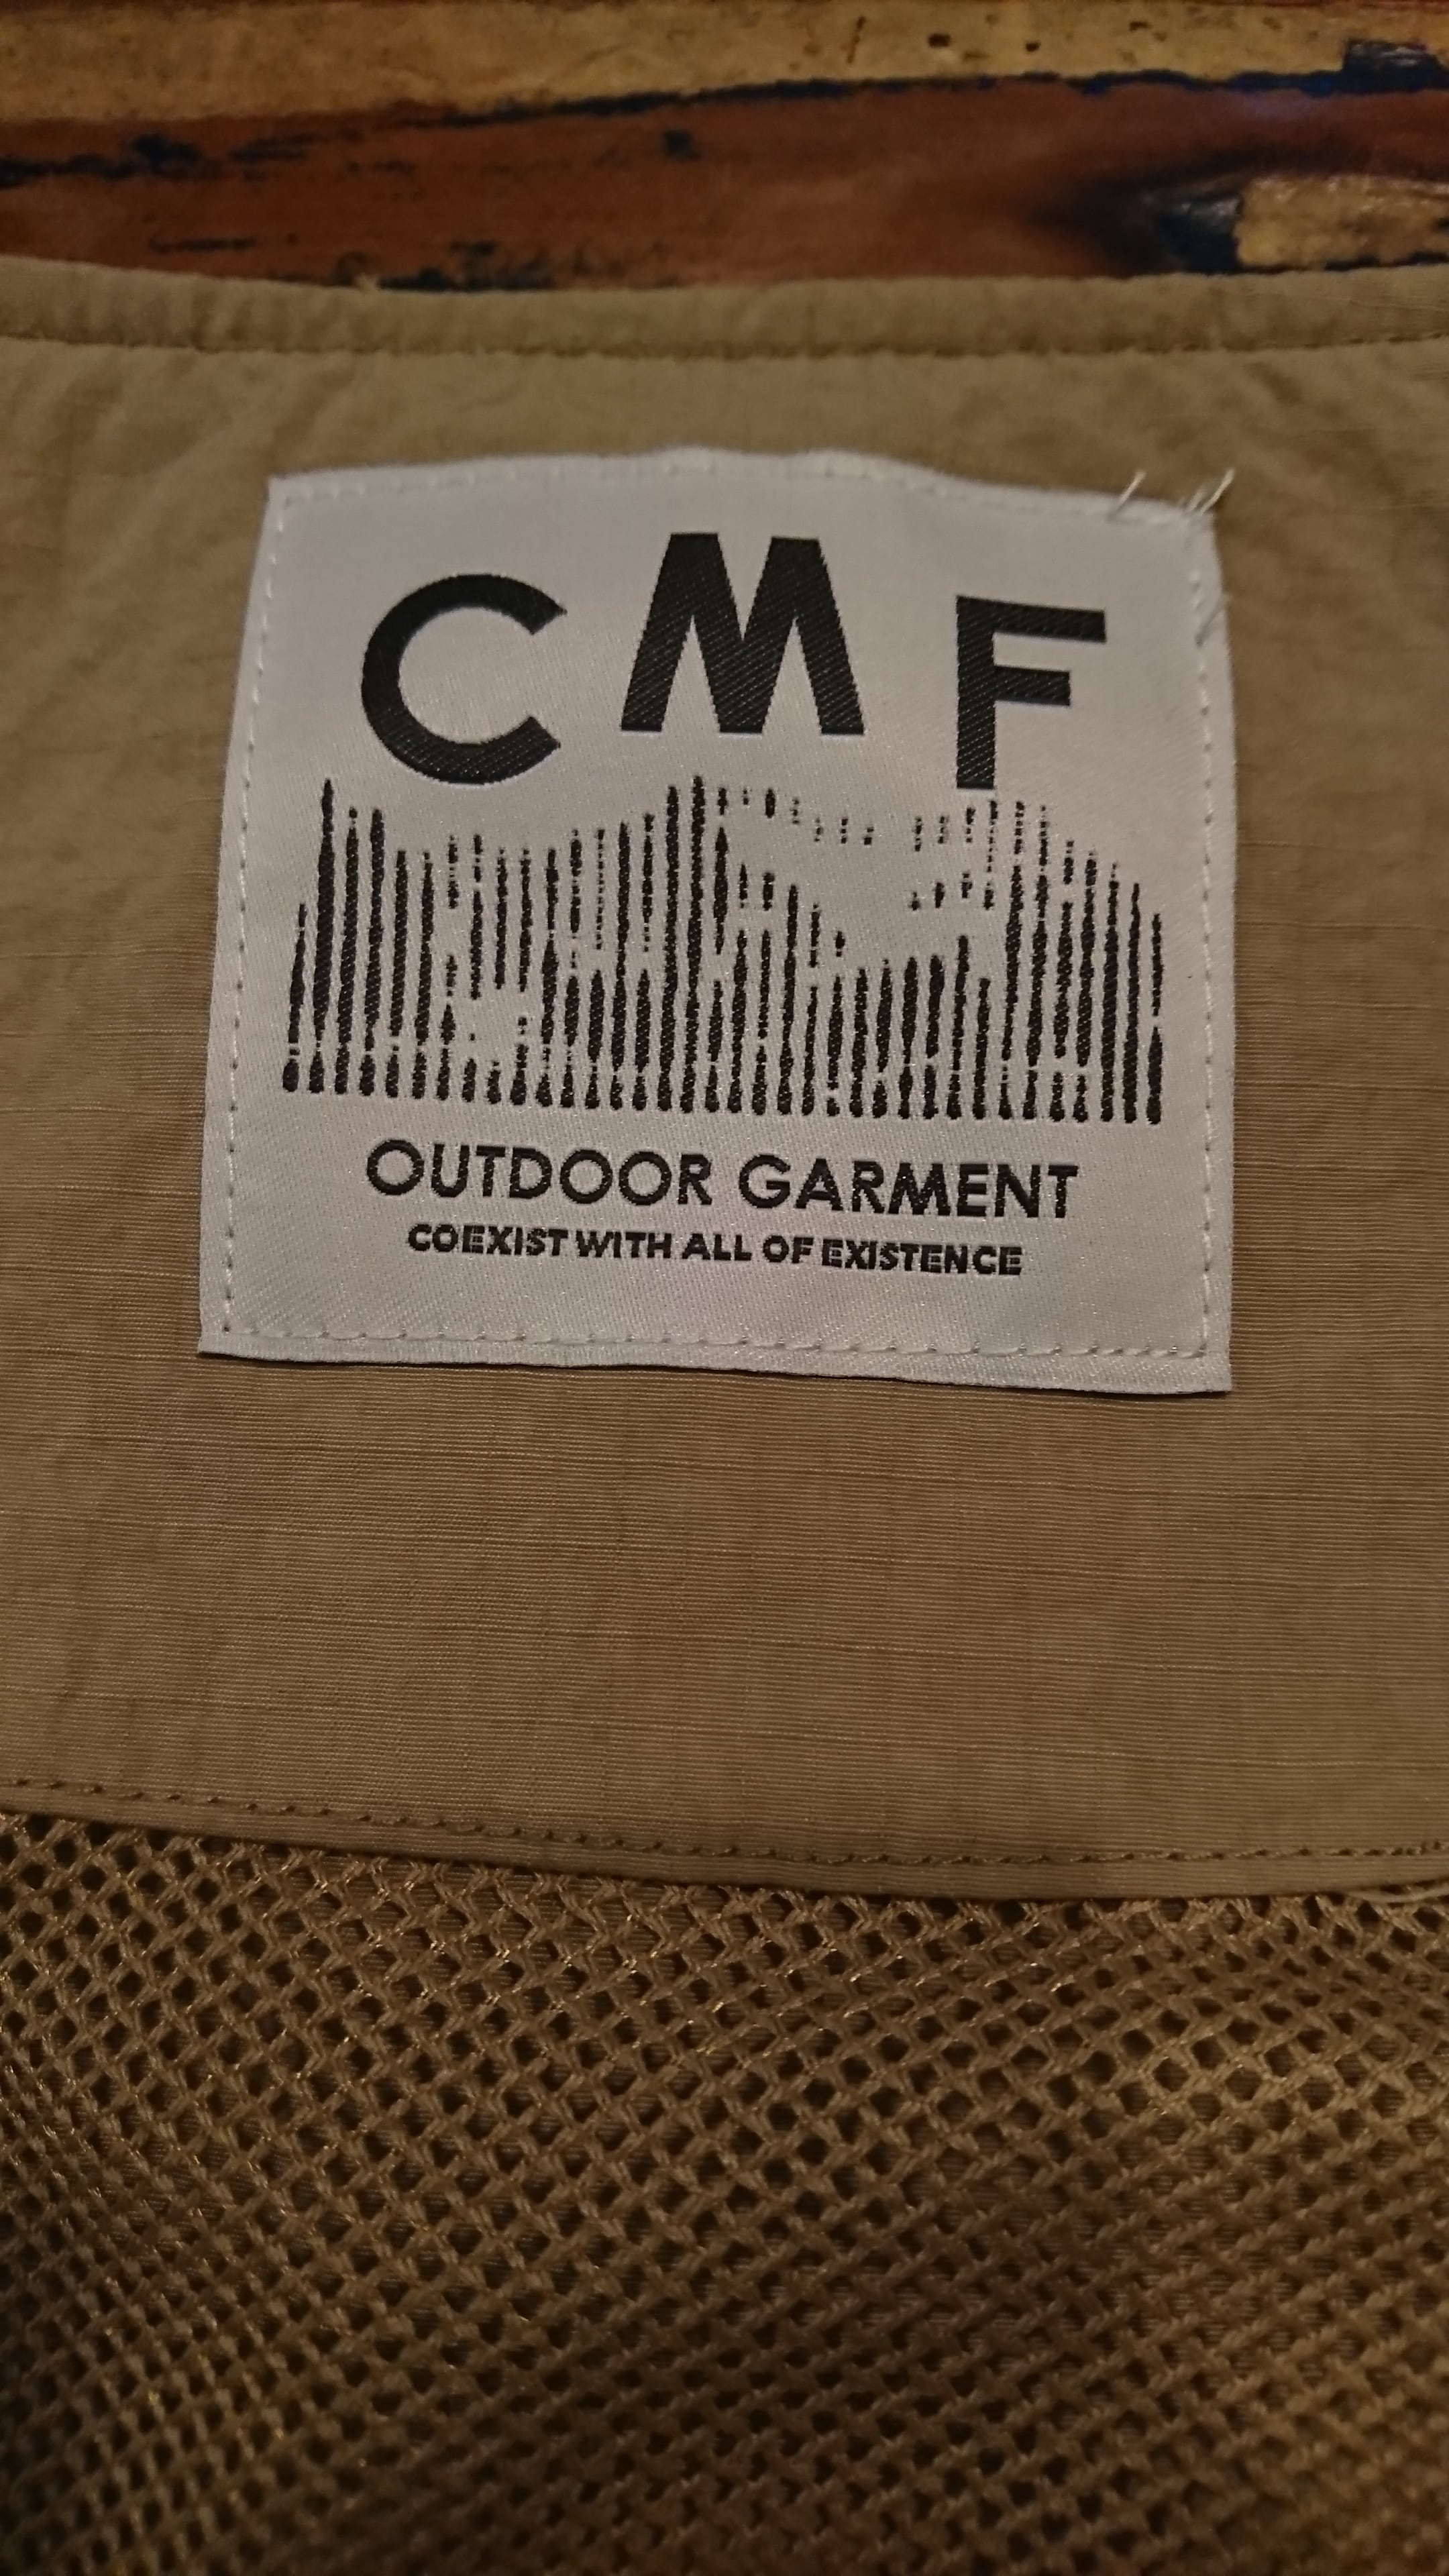 CMF
OUTDOOR GARMENT
COEXIST WITH ALL OF EXISTENCE